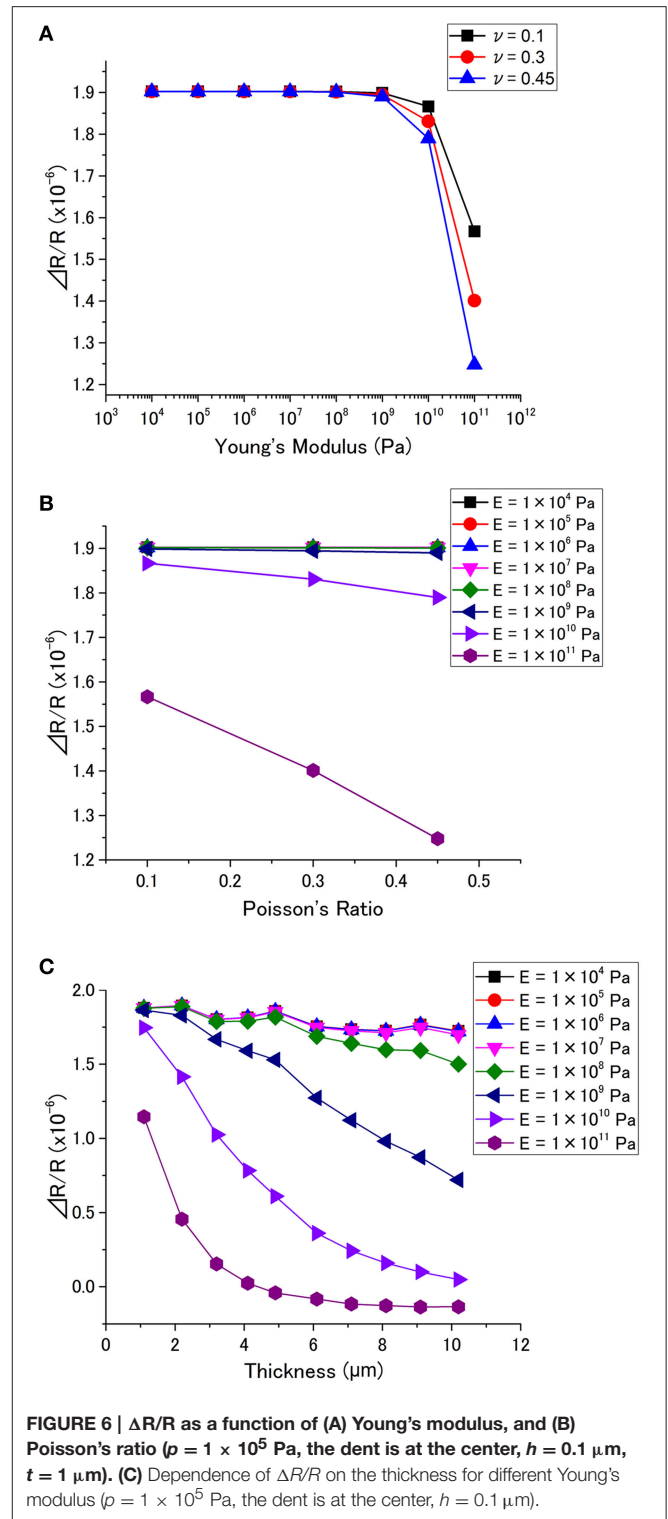 A
ν = 0.1
ν = 0.3
ν = 0.45
1.9
1.8
1.7
1.6
1.5
1.4
1.3
1.2
⊿R/R (x10⁻⁶)
10³ 10⁴ 10⁵ 10⁶ 10⁷ 10⁸ 10⁹ 10¹⁰ 10¹¹ 10¹²
Young's Modulus (Pa)
B
E = 1×10⁴ Pa
E = 1×10⁵ Pa
E = 1×10⁶ Pa
E = 1×10⁷ Pa
E = 1×10⁸ Pa
E = 1×10⁹ Pa
E = 1×10¹⁰ Pa
E = 1×10¹¹ Pa
1.9
1.8
1.7
1.6
1.5
1.4
1.3
1.2
⊿R/R (x10⁻⁶)
0.1 0.2 0.3 0.4 0.5
Poisson's Ratio
C
E = 1×10⁴ Pa
E = 1×10⁵ Pa
E = 1×10⁶ Pa
E = 1×10⁷ Pa
E = 1×10⁸ Pa
E = 1×10⁹ Pa
E = 1×10¹⁰ Pa
E = 1×10¹¹ Pa
2.0
1.5
1.0
0.5
0.0
⊿R/R (x10⁻⁶)
0 2 4 6 8 10 12
Thickness (μm)
FIGURE 6 | ΔR/R as a function of (A) Young's modulus, and (B)
Poisson's ratio (p = 1 × 10⁵ Pa, the dent is at the center, h = 0.1 μm,
t = 1 μm). (C) Dependence of ΔR/R on the thickness for different Young's
modulus (p = 1 × 10⁵ Pa, the dent is at the center, h = 0.1 μm).